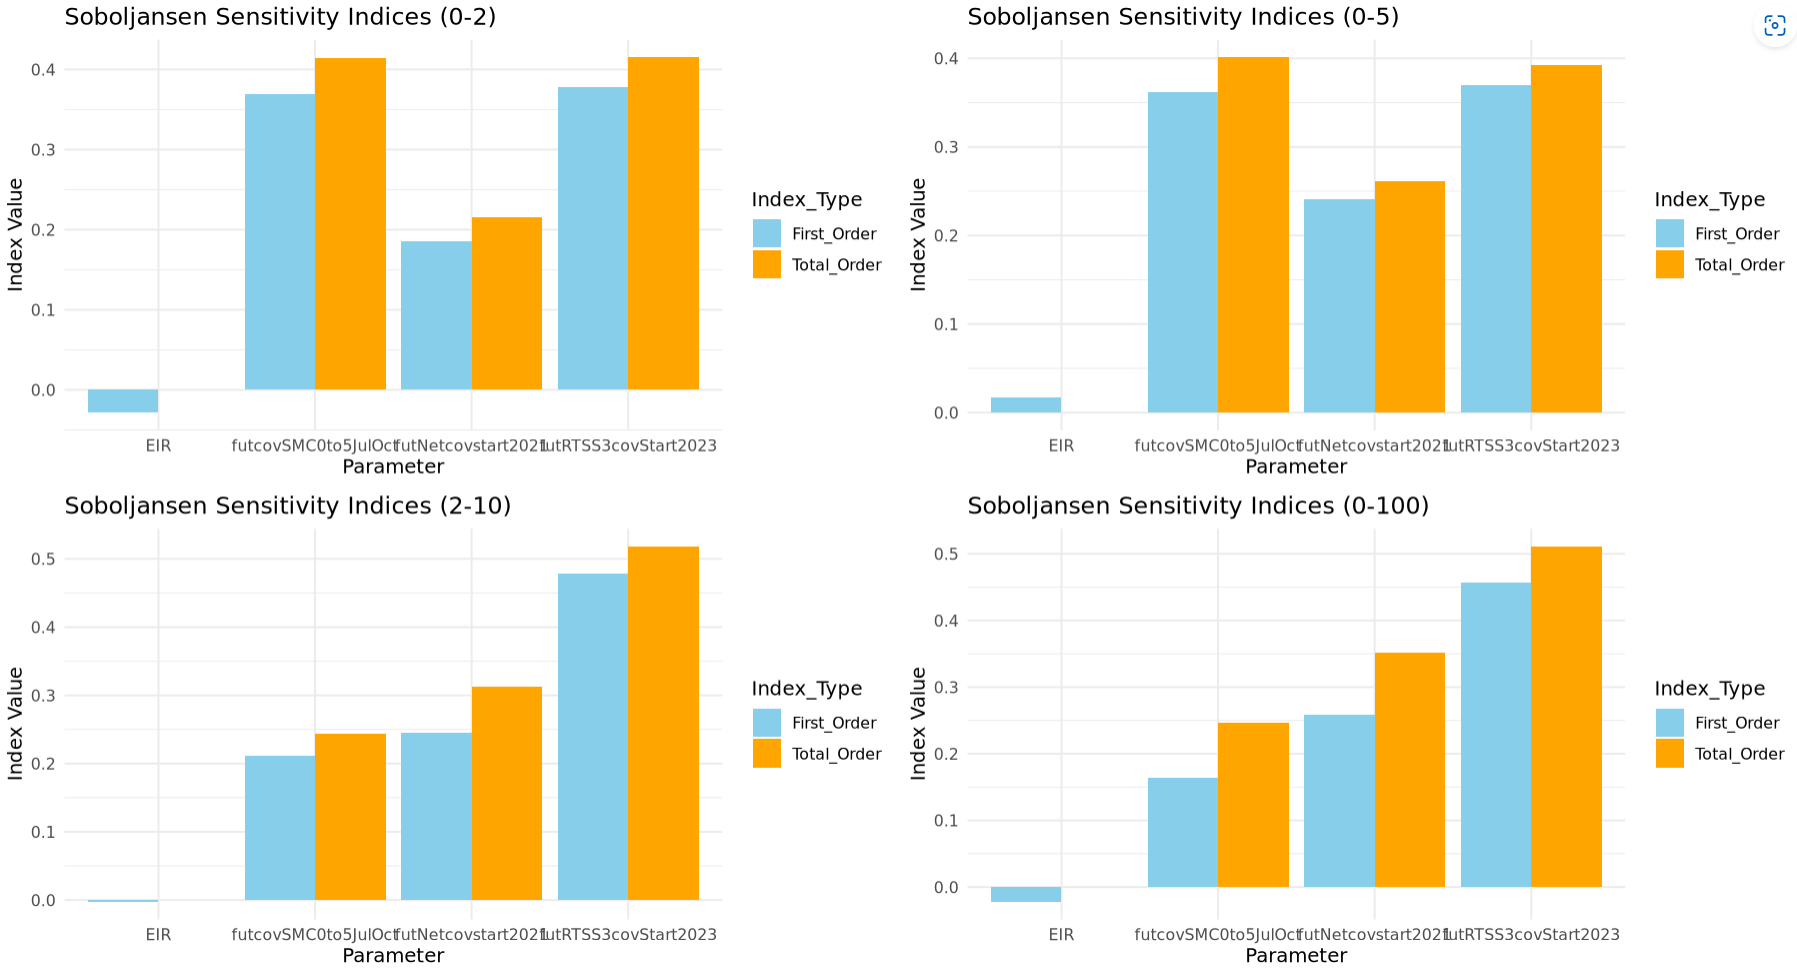 Soboljansen Sensitivity Indices (0-2)
Index Value
0.4
0.3
0.2
0.1
0.0
EIR
futcovSMC0to5JulOct
futNetcovstart2021
futRTSS3covStart2023
Parameter
Index_Type
First_Order
Total_Order
Soboljansen Sensitivity Indices (0-5)
Index Value
0.4
0.3
0.2
0.1
0.0
EIR
futcovSMC0to5JulOct
futNetcovstart2021
futRTSS3covStart2023
Parameter
Index_Type
First_Order
Total_Order
Soboljansen Sensitivity Indices (2-10)
Index Value
0.5
0.4
0.3
0.2
0.1
0.0
EIR
futcovSMC0to5JulOct
futNetcovstart2021
futRTSS3covStart2023
Parameter
Index_Type
First_Order
Total_Order
Soboljansen Sensitivity Indices (0-100)
Index Value
0.5
0.4
0.3
0.2
0.1
0.0
EIR
futcovSMC0to5JulOct
futNetcovstart2021
futRTSS3covStart2023
Parameter
Index_Type
First_Order
Total_Order